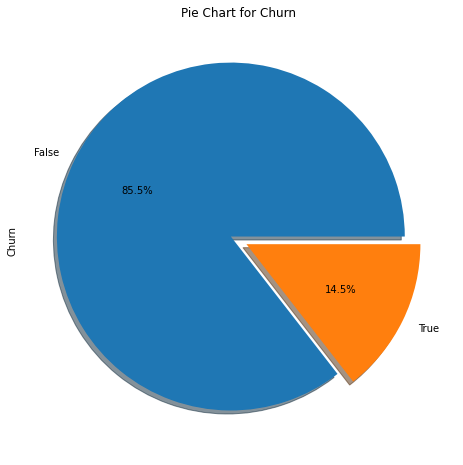 Pie Chart for Churn
False
85.5%
Churn
14.5%
True